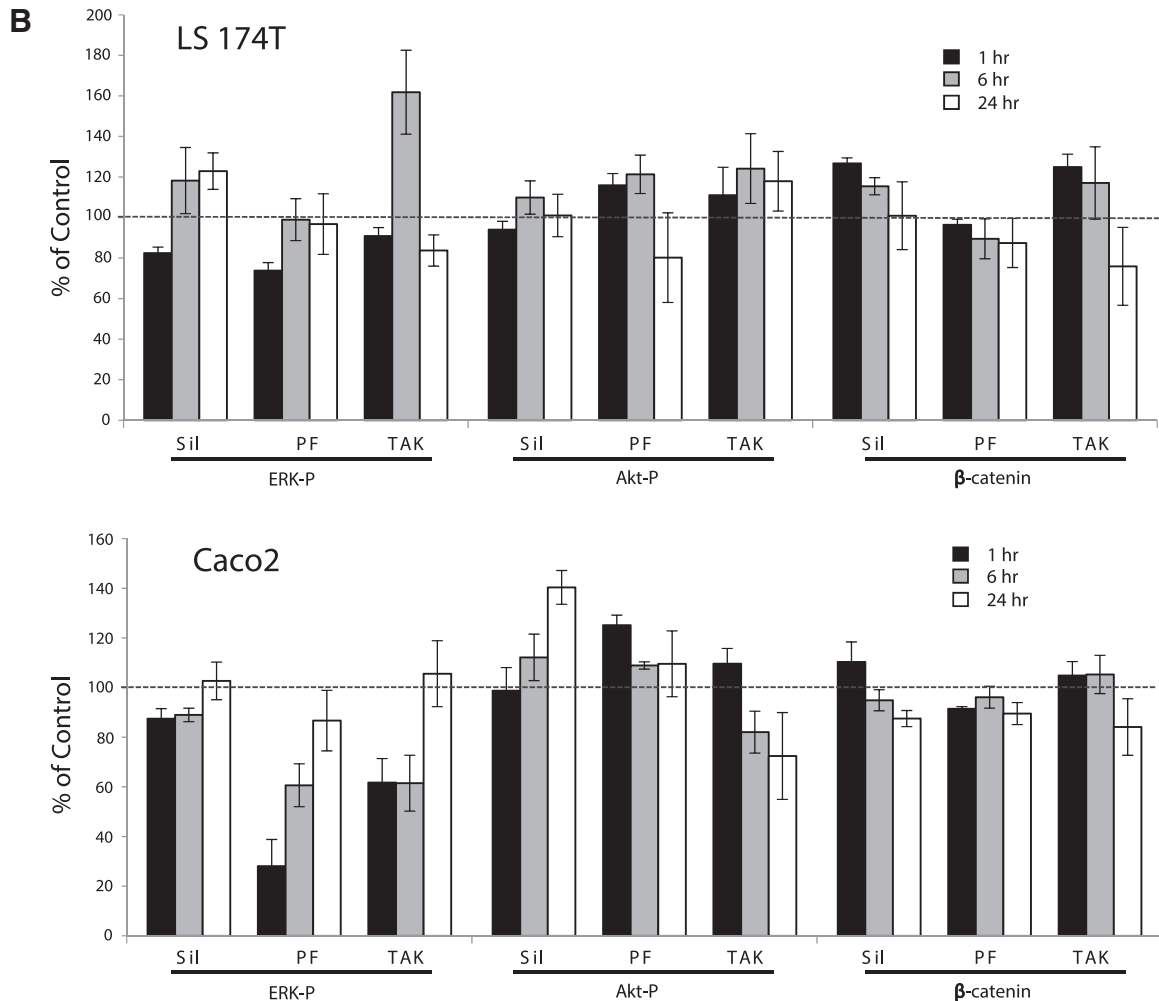 B
LS 174T
1 hr
6 hr
24 hr
% of Control
200
180
160
140
120
100
80
60
40
20
0
Sil PF TAK Sil PF TAK Sil PF TAK
ERK-P Akt-P β-catenin
Caco2
1 hr
6 hr
24 hr
% of Control
160
140
120
100
80
60
40
20
0
Sil PF TAK Sil PF TAK Sil PF TAK
ERK-P Akt-P β-catenin